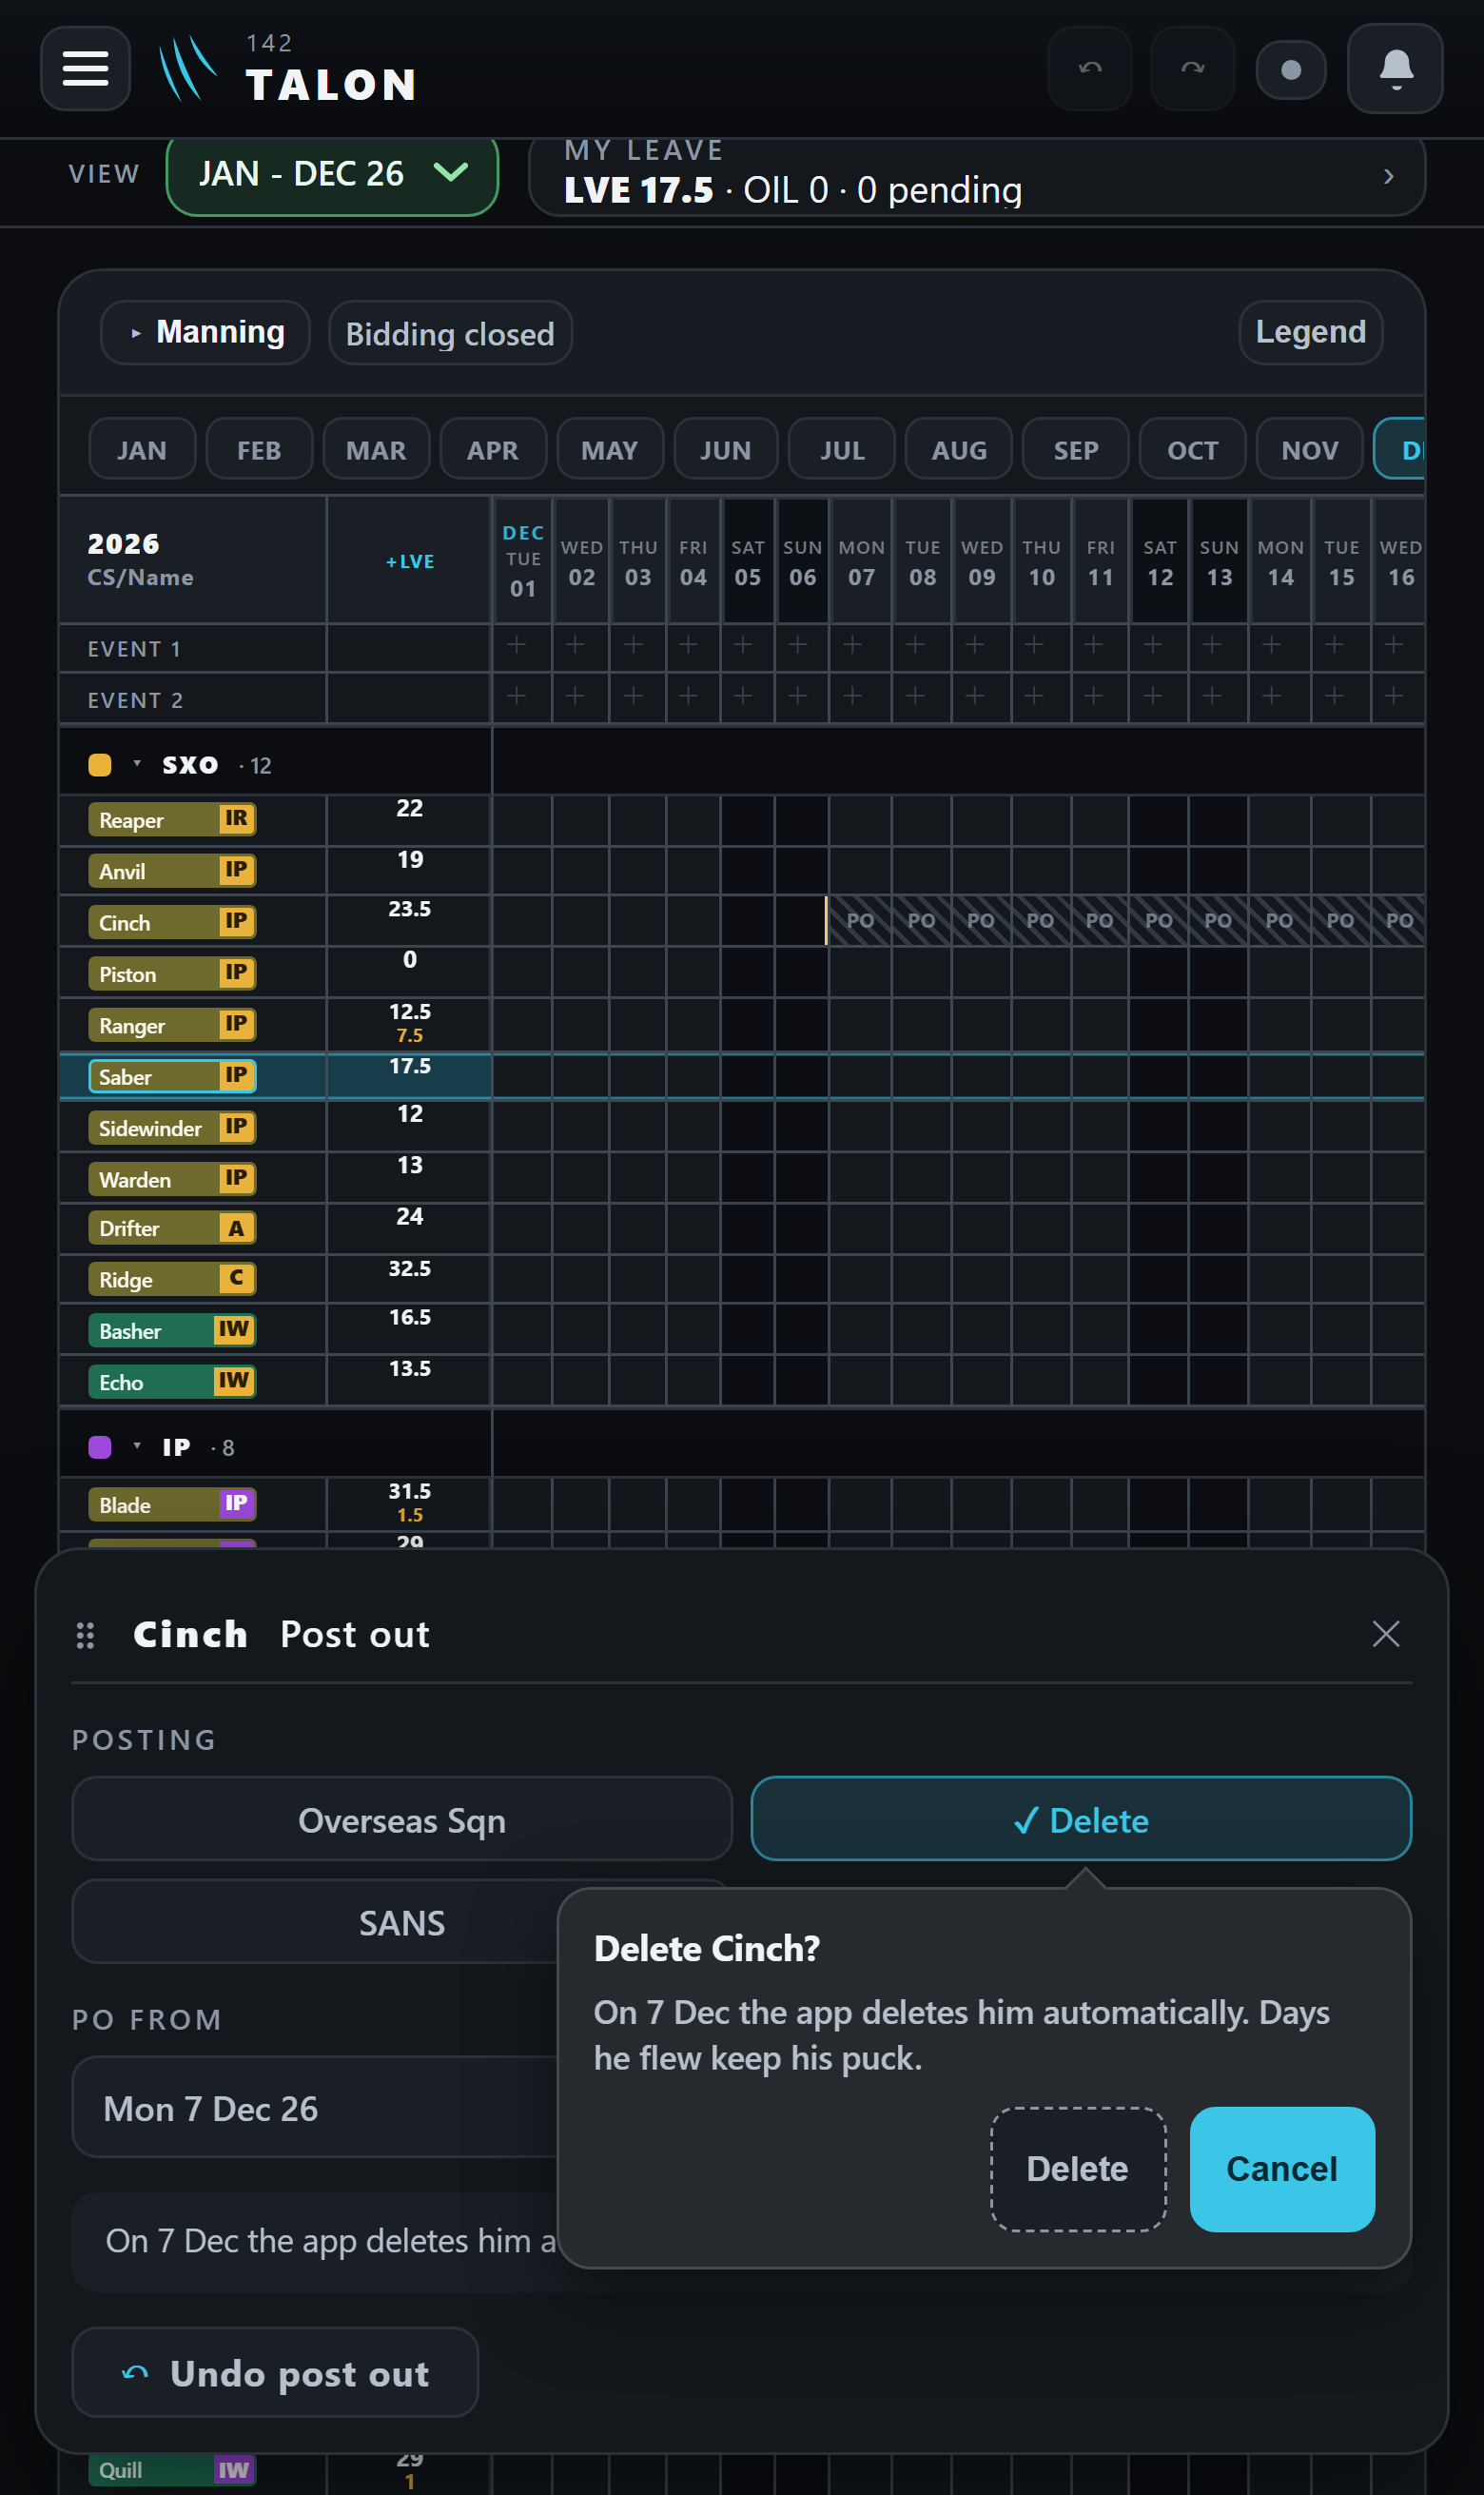 142
TALON
VIEW
JAN - DEC 26
MY LEAVE
LVE 17.5 · OIL 0 · 0 pending
Manning
Bidding closed
Legend
JAN FEB MAR APR MAY JUN JUL AUG SEP OCT NOV
2026
CS/Name
+LVE
DEC
TUE WED THU FRI SAT SUN MON TUE WED THU FRI SAT SUN MON TUE WED
01 02 03 04 05 06 07 08 09 10 11 12 13 14 15 16
EVENT 1 + + + + + + + + + + + + + + + +
EVENT 2 + + + + + + + + + + + + + + + +
SXO · 12
Reaper IR 22
Anvil IP 19
Cinch IP 23.5 PO PO PO PO PO PO PO PO PO PO
Piston IP 0
Ranger IP 12.5
7.5
Saber IP 17.5
Sidewinder IP 12
Warden IP 13
Drifter A 24
Ridge C 32.5
Basher IW 16.5
Echo IW 13.5
IP · 8
Blade IP 31.5
1.5
29
Cinch Post out
POSTING
Overseas Sqn
✓ Delete
SANS
Delete Cinch?
On 7 Dec the app deletes him automatically. Days
he flew keep his puck.
Delete
Cancel
PO FROM
Mon 7 Dec 26
On 7 Dec the app deletes him a
Undo post out
Quill IW 29
1